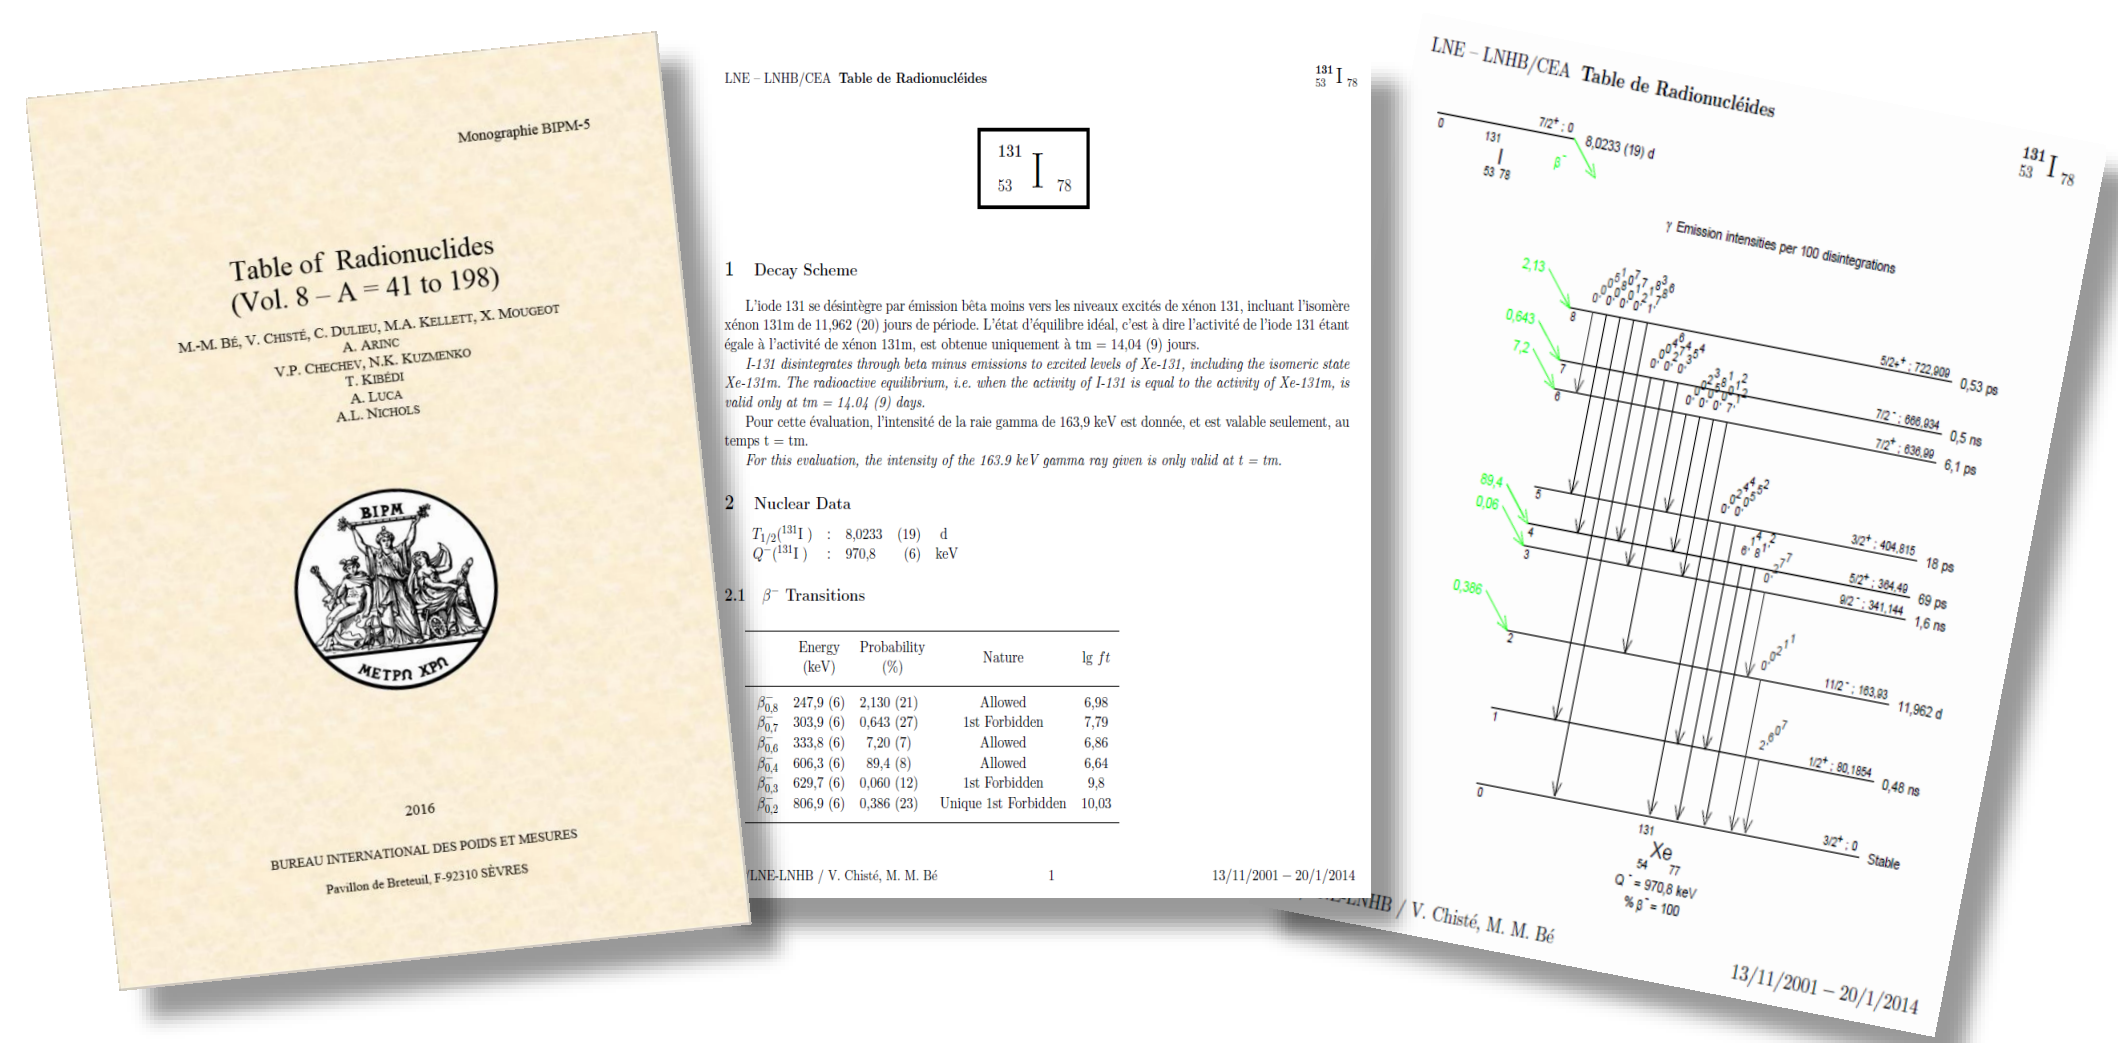 Monographie BIPM-5
Table of Radionuclides
(Vol. 8 – A = 41 to 198)
M.-M. BÉ, V. CHISTÉ, C. DULIEU, M.A. KELLETT, X. MOUGEOT
A. ARINC
V.P. CHECHEV, N.K. KUZMENKO
T. KIBÉDI
A. LUCA
A.L. NICHOLS
BIPM
ΜΕΤΡΩ ΧΡΩ
2016
BUREAU INTERNATIONAL DES POIDS ET MESURES
Pavillon de Breteuil, F-92310 SÈVRES
LNE – LNHB/CEA Table de Radionucléides
131 53 I 78
131
53 I 78
1 Decay Scheme
L'iode 131 se désintègre par émission bêta moins vers les niveaux excités de xénon 131, incluant l'isomère
xénon 131m de 11,962 (20) jours de période. L'état d'équilibre idéal, c'est à dire l'activité de l'iode 131 étant
égale à l'activité de xénon 131m, est obtenue uniquement à tm = 14,04 (9) jours.
I-131 disintegrates through beta minus emissions to excited levels of Xe-131, including the isomeric state
Xe-131m. The radioactive equilibrium, i.e. when the activity of I-131 is equal to the activity of Xe-131m, is
valid only at tm = 14.04 (9) days.
Pour cette évaluation, l'intensité de la raie gamma de 163,9 keV est donnée, et est valable seulement, au
temps t = tm.
For this evaluation, the intensity of the 163.9 keV gamma ray given is only valid at t = tm.
2 Nuclear Data
T1/2(131I ) : 8,0233 (19) d
Q−(131I ) : 970,8 (6) keV
2.1 β− Transitions
Energy Probability Nature lg ft
(keV) (%)
β−0,8 247,9 (6) 2,130 (21) Allowed 6,98
β−0,7 303,9 (6) 0,643 (27) 1st Forbidden 7,79
β−0,6 333,8 (6) 7,20 (7) Allowed 6,86
β−0,4 606,3 (6) 89,4 (8) Allowed 6,64
β−0,3 629,7 (6) 0,060 (12) 1st Forbidden 9,8
β−0,2 806,9 (6) 0,386 (23) Unique 1st Forbidden 10,03
/LNE-LNHB / V. Chisté, M. M. Bé 1 13/11/2001 – 20/1/2014
LNE – LNHB/CEA Table de Radionucléides
131 53 I 78
0 7/2+ ; 0 8,0233 (19) d
131
I
53 78
β−
γ Emission intensities per 100 disintegrations
2,13
8 5/2+ ; 722,909 0,53 ps
0,643
7 7/2− ; 666,934 0,5 ns
7,2
6 7/2+ ; 636,99 6,1 ps
5 3/2+ ; 404,815 18 ps
89,4
4 5/2+ ; 364,49 69 ps
0,06
3 9/2− ; 341,144 1,6 ns
0,386
2 11/2− ; 163,93 11,962 d
1 1/2+ ; 80,1854 0,48 ns
2,607
0 3/2+ ; 0 Stable
131
Xe
54 77
Q− = 970,8 keV
% β− = 100
LNHB / V. Chisté, M. M. Bé
13/11/2001 – 20/1/2014